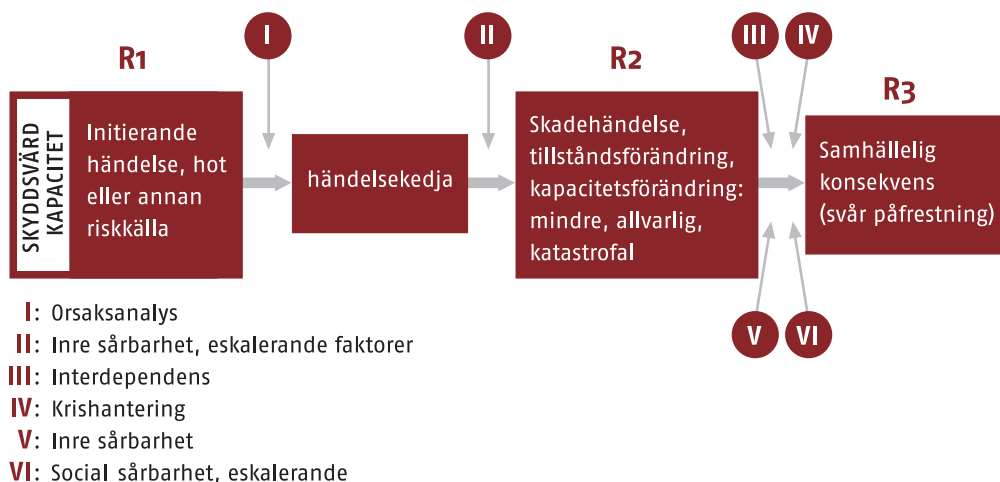 I
II
III
IV
R1
R2
R3
SKYDDSVÄRD
KAPACITET
Initierande
händelse, hot
eller annan
riskkälla
händelsekedja
Skadehändelse,
tillståndsförändring,
kapacitetsförändring:
mindre, allvarlig,
katastrofal
Samhällelig
konsekvens
(svår påfrestning)
V
VI
I: Orsaksanalys
II: Inre sårbarhet, eskalerande faktorer
III: Interdependens
IV: Krishantering
V: Inre sårbarhet
VI: Social sårbarhet, eskalerande